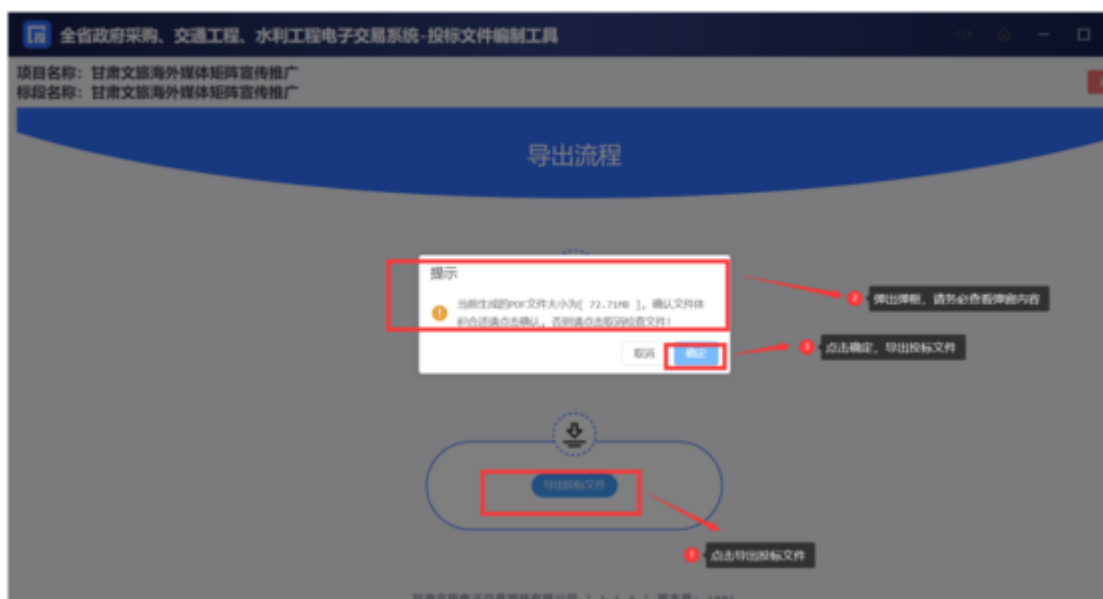 全省政府采购、交通工程、水利工程电子交易系统-投标文件编制工具
项目名称：甘肃文旅海外媒体矩阵宣传推广
标段名称：甘肃文旅海外媒体矩阵宣传推广
导出流程
提示
当前生成的PDF文件大小为[ 72.71MB ]，确认文件体
积合适请点击确认，否则请点击取消检查文件！
取消
确定
2 弹出弹框，请务必查看弹窗内容
3 点击确定，导出投标文件
导出投标文件
1 点击导出投标文件